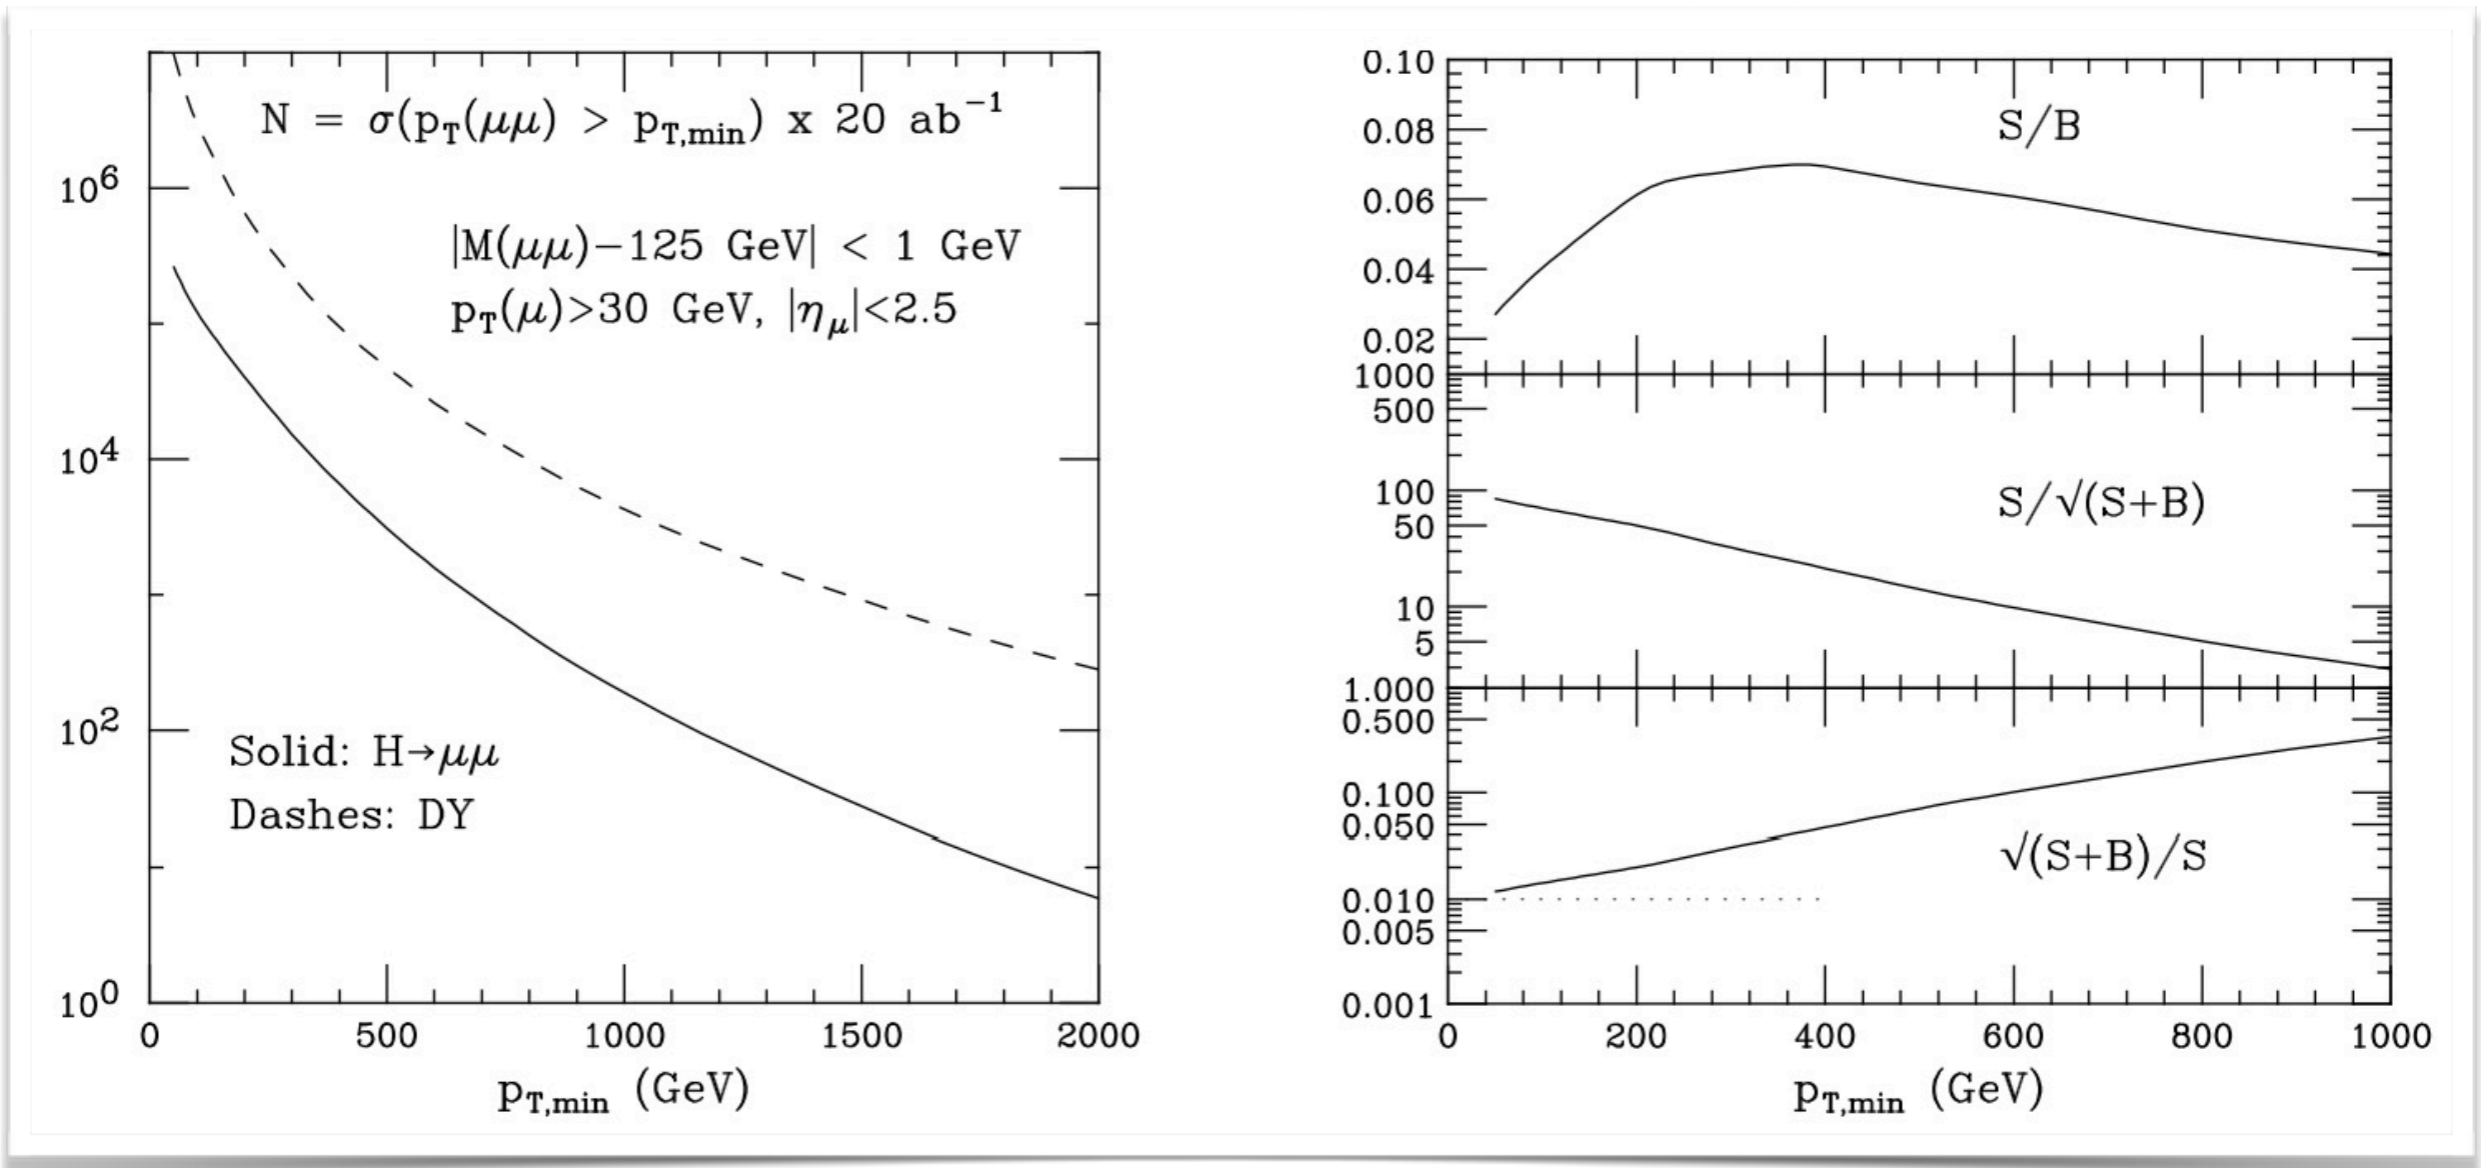 N = σ(p_T(μμ) > p_T,min) x 20 ab^−1
|M(μμ)−125 GeV| < 1 GeV
p_T(μ)>30 GeV, |η_μ|<2.5
Solid: H→μμ
Dashes: DY
10^6
10^4
10^2
10^0
0 500 1000 1500 2000
p_T,min (GeV)
S/B
0.10
0.08
0.06
0.04
0.02
S/√(S+B)
1000
500
100
50
10
5
√(S+B)/S
1.000
0.500
0.100
0.050
0.010
0.005
0.001
0 200 400 600 800 1000
p_T,min (GeV)